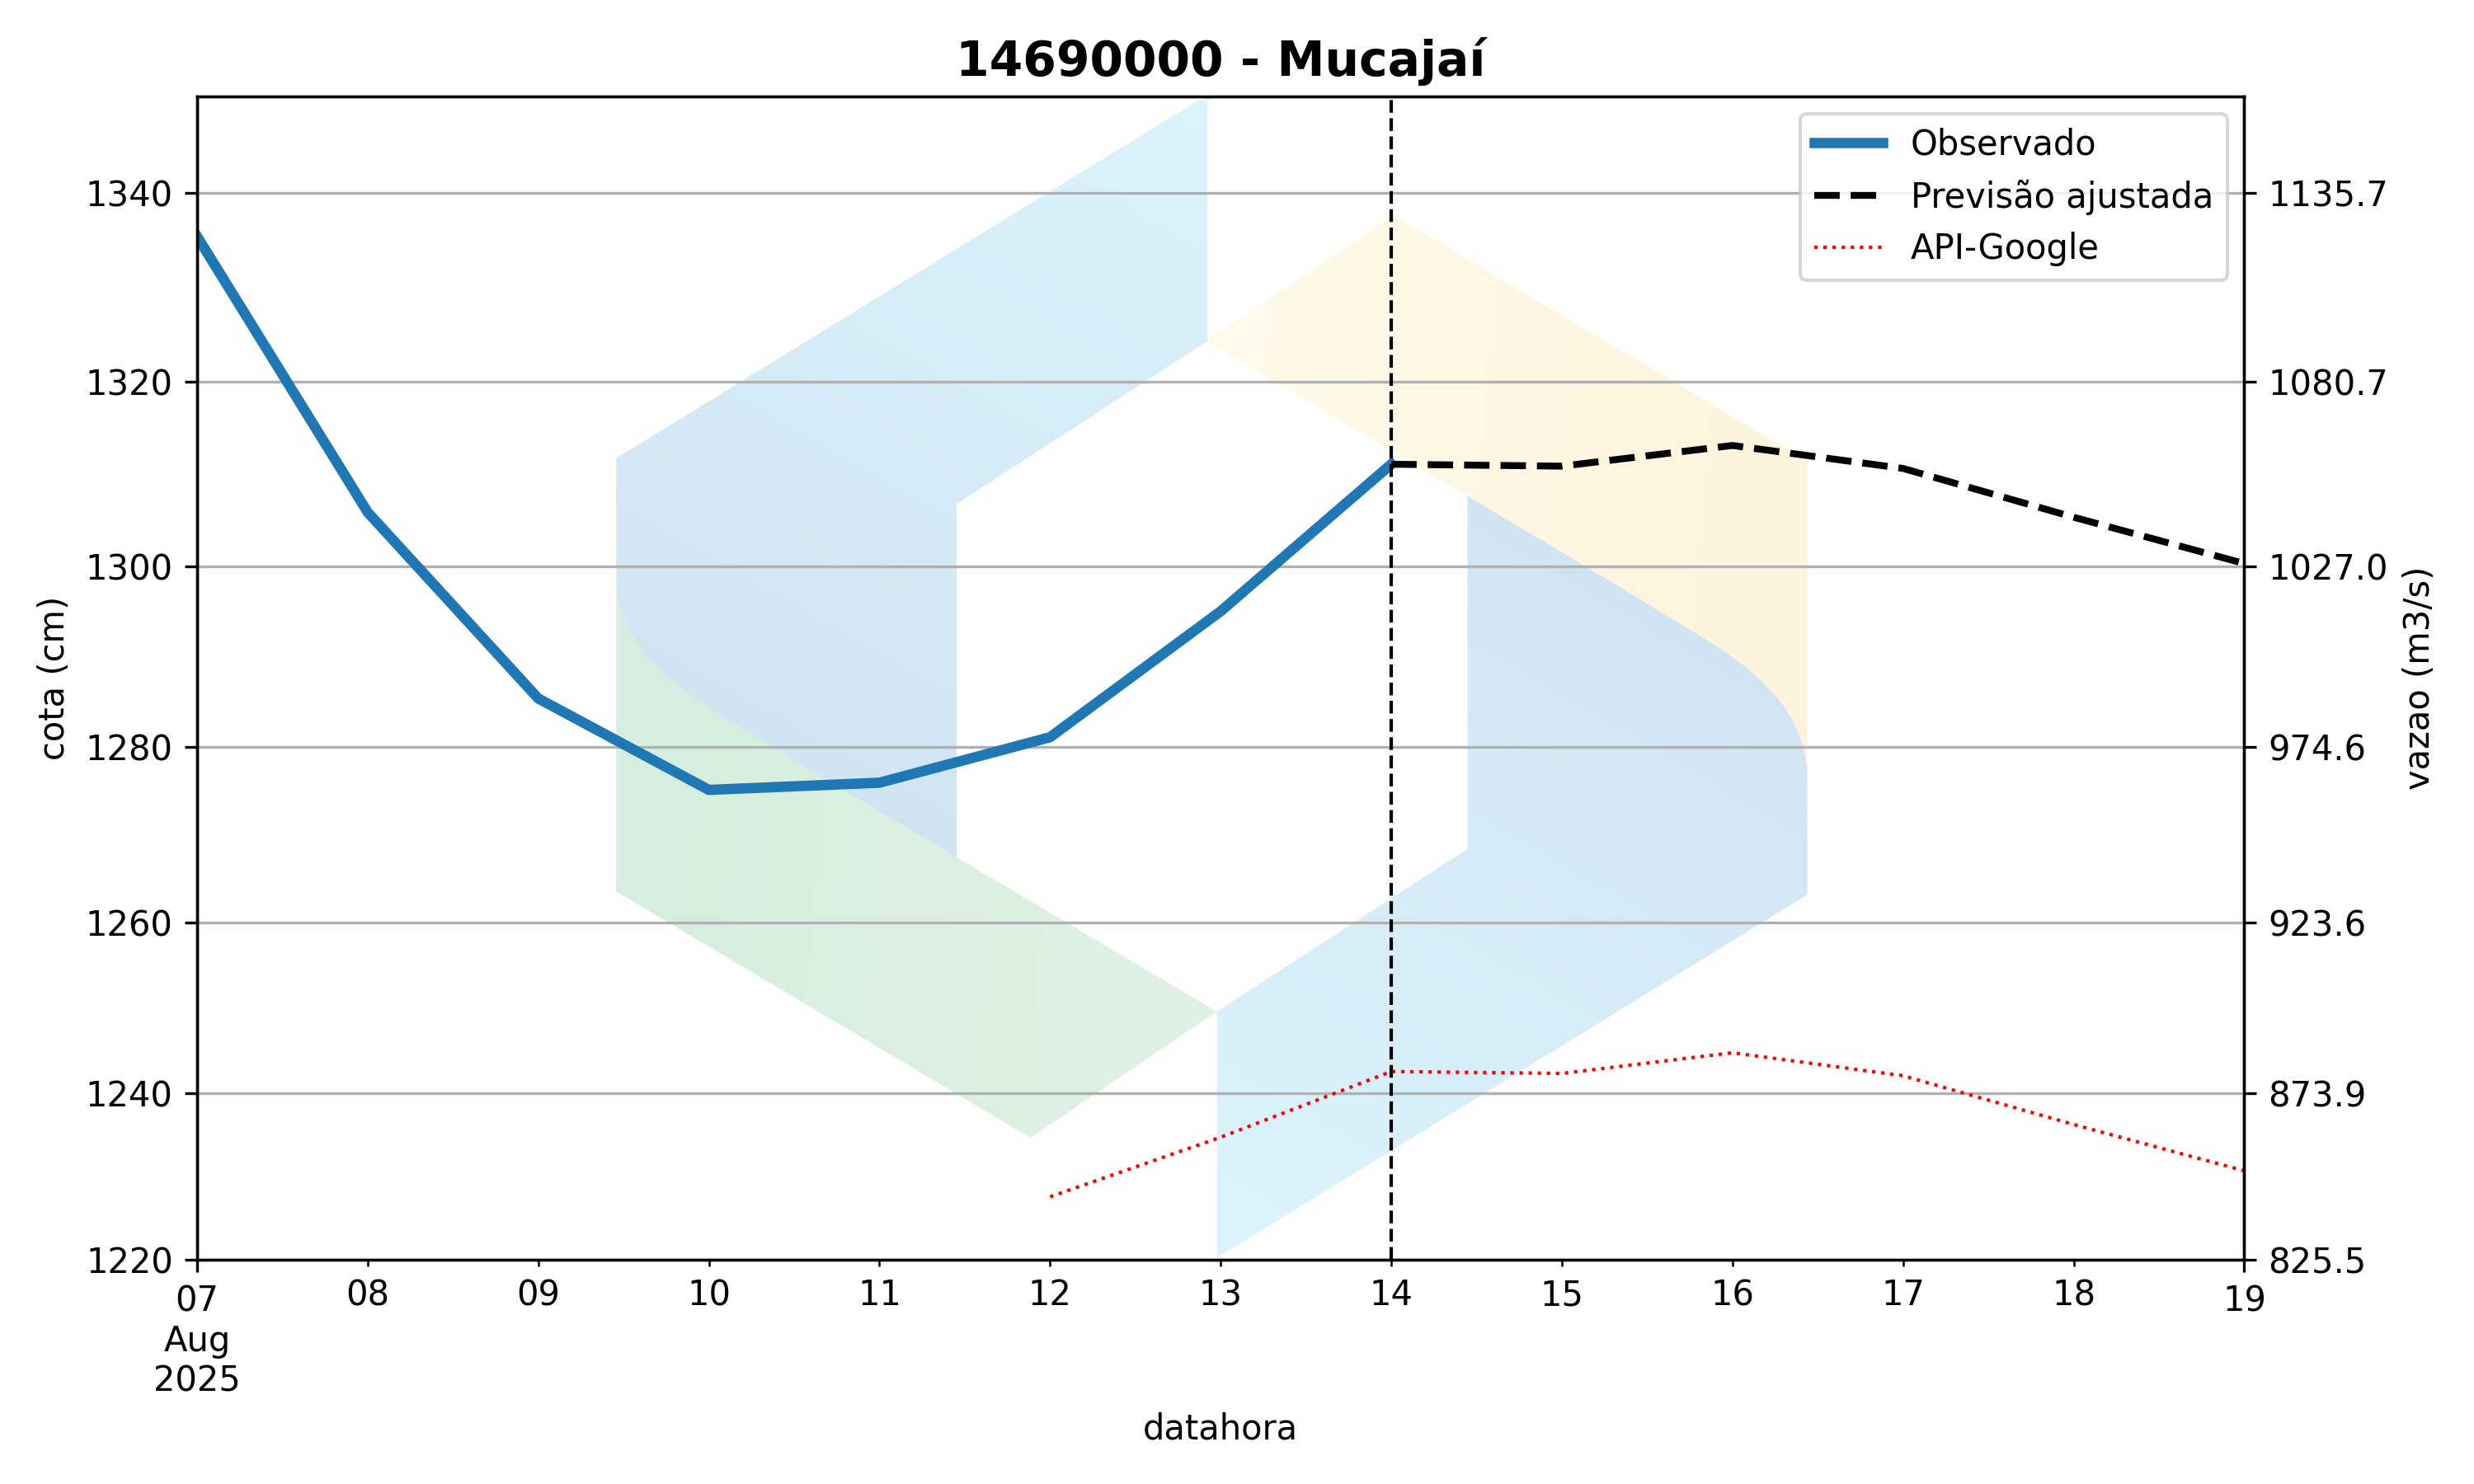 14690000 - Mucajaí
Observado
Previsão ajustada
API-Google
1340
1320
1300
1280
1260
1240
1220
cota (cm)
1135.7
1080.7
1027.0
974.6
923.6
873.9
825.5
vazao (m3/s)
07 08 09 10 11 12 13 14 15 16 17 18 19
Aug
2025
datahora